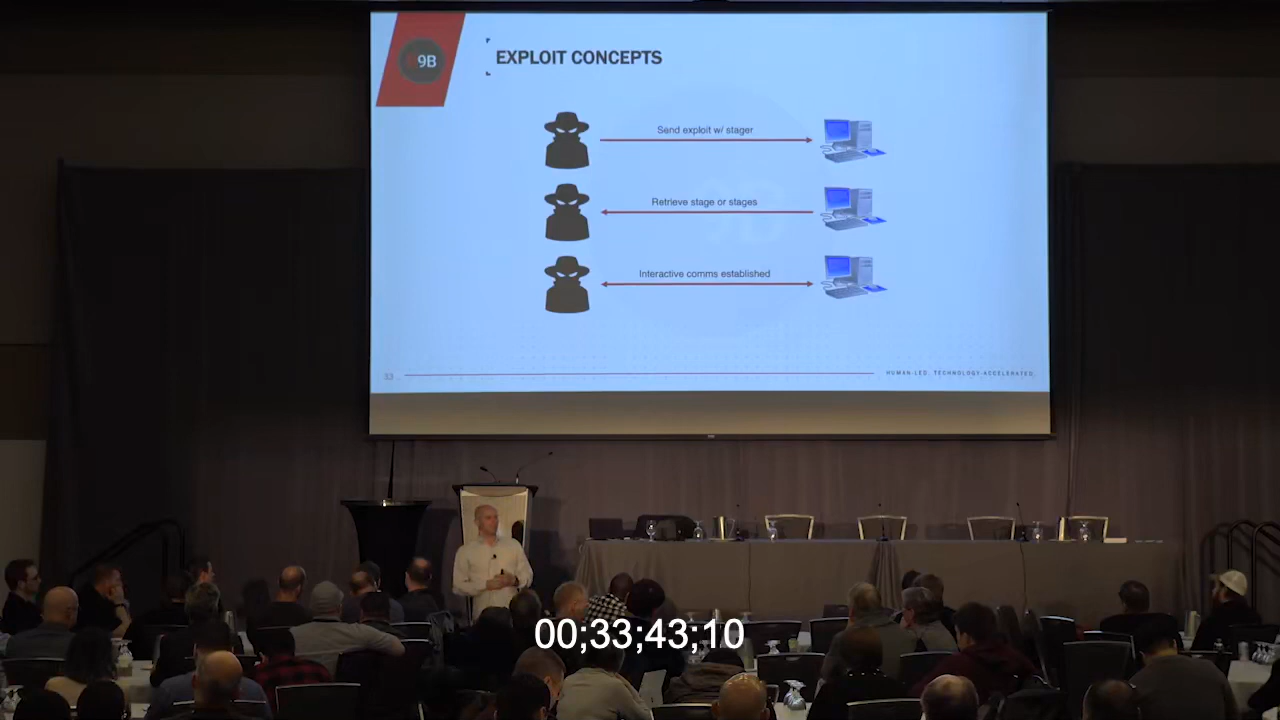 9B
EXPLOIT CONCEPTS
Send exploit w/ stager
Retrieve stage or stages
Interactive comms established
33
HUMAN-LED. TECHNOLOGY-ACCELERATED.
00;33;43;10